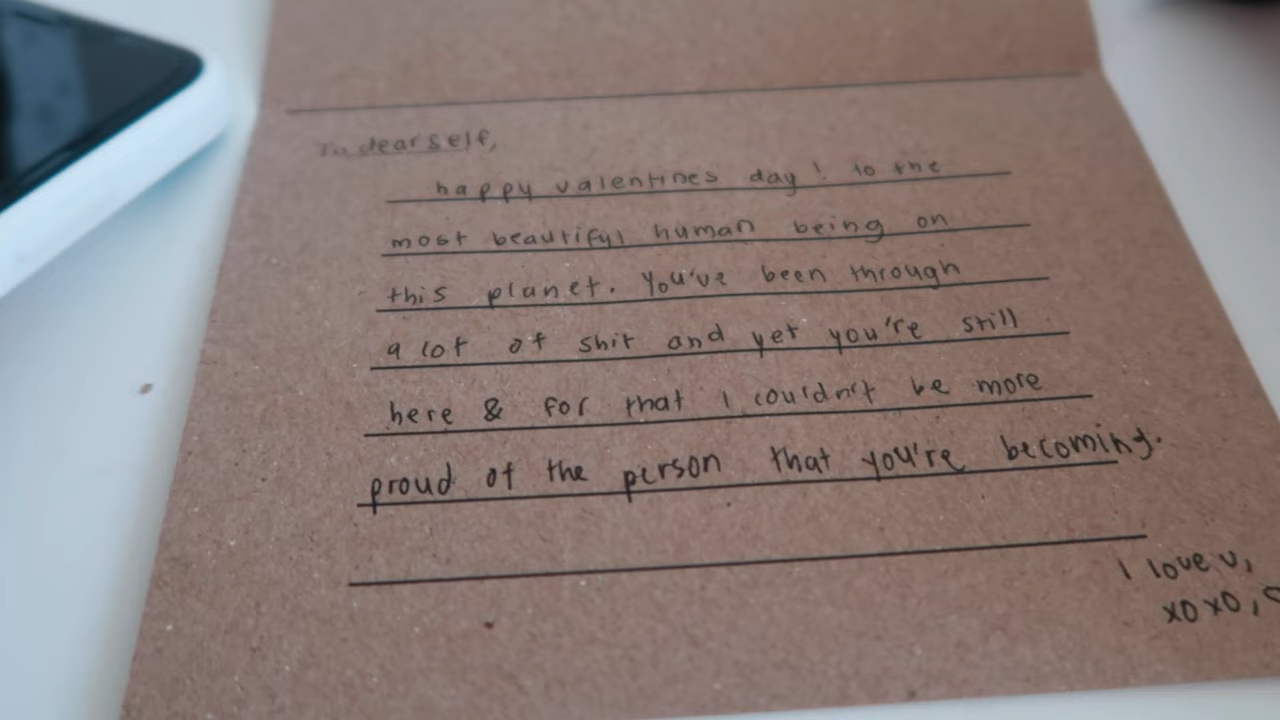 To dear self,
happy valentines day! to the
most beautiful human being on
this planet. You've been through
a lot of shit and yet you're still
here & for that I couldn't be more
proud of the person that you're becoming.
I love u,
xoxo,